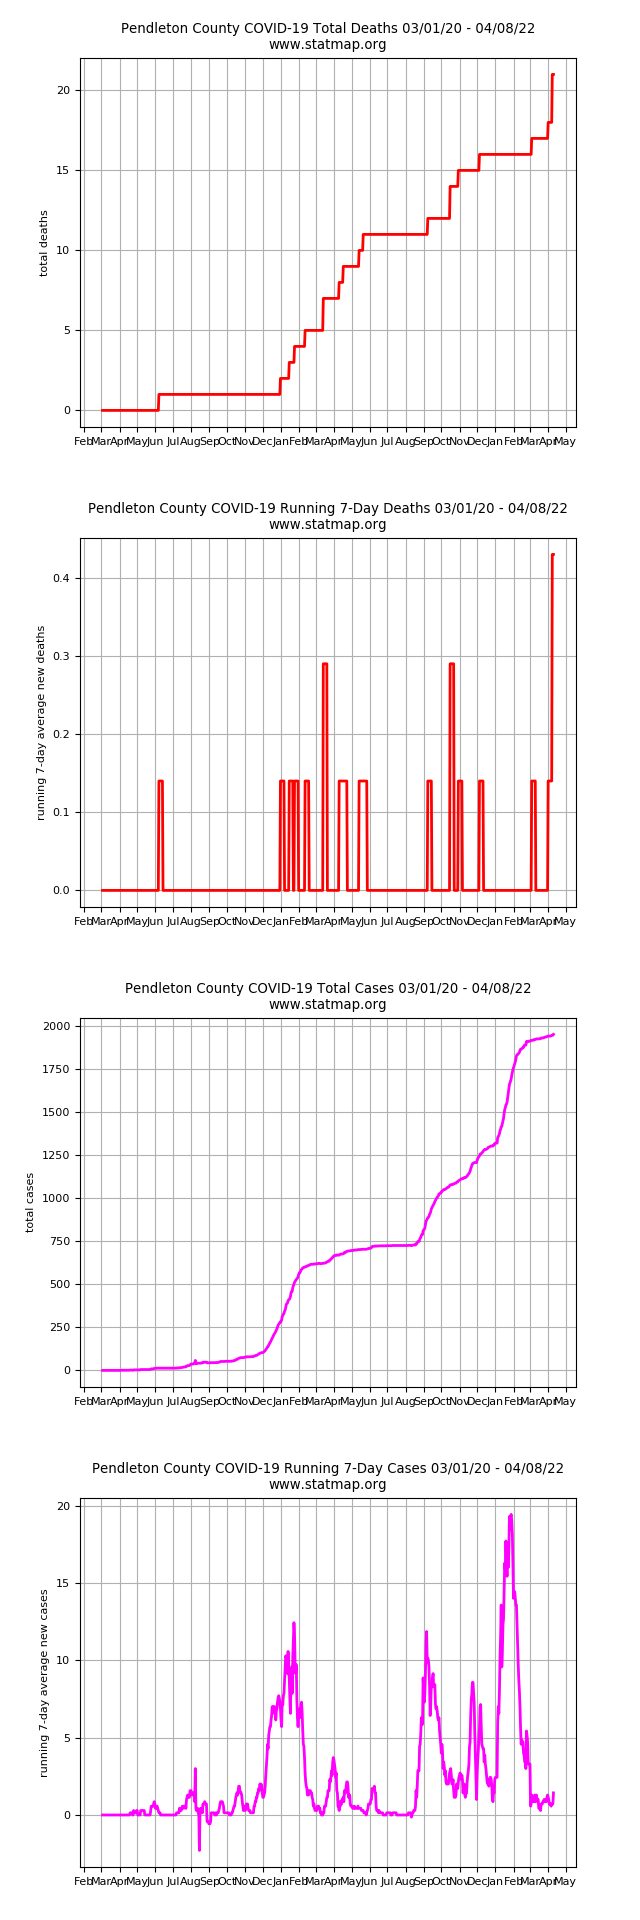 Pendleton County COVID-19 Total Deaths 03/01/20 - 04/08/22
www.statmap.org
20
15
10
5
0
total deaths
Feb Mar Apr May Jun Jul Aug Sep Oct Nov Dec Jan Feb Mar Apr May Jun Jul Aug Sep Oct Nov Dec Jan Feb Mar Apr May
Pendleton County COVID-19 Running 7-Day Deaths 03/01/20 - 04/08/22
www.statmap.org
0.4
0.3
0.2
0.1
0.0
running 7-day average new deaths
Feb Mar Apr May Jun Jul Aug Sep Oct Nov Dec Jan Feb Mar Apr May Jun Jul Aug Sep Oct Nov Dec Jan Feb Mar Apr May
Pendleton County COVID-19 Total Cases 03/01/20 - 04/08/22
www.statmap.org
2000
1750
1500
1250
1000
750
500
250
0
total cases
Feb Mar Apr May Jun Jul Aug Sep Oct Nov Dec Jan Feb Mar Apr May Jun Jul Aug Sep Oct Nov Dec Jan Feb Mar Apr May
Pendleton County COVID-19 Running 7-Day Cases 03/01/20 - 04/08/22
www.statmap.org
20
15
10
5
0
running 7-day average new cases
Feb Mar Apr May Jun Jul Aug Sep Oct Nov Dec Jan Feb Mar Apr May Jun Jul Aug Sep Oct Nov Dec Jan Feb Mar Apr May